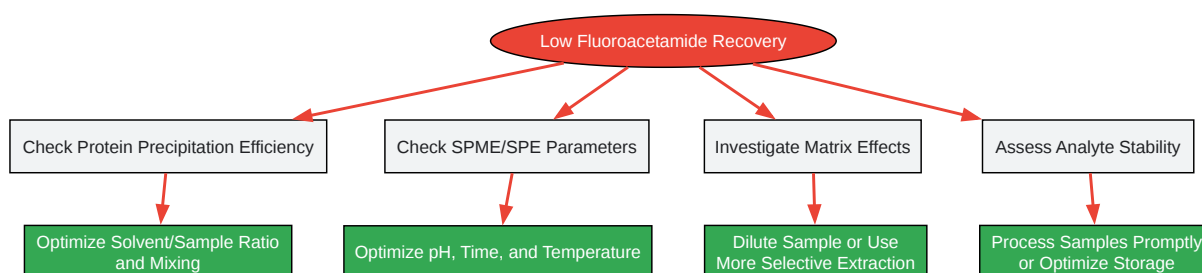 Low Fluoroacetamide Recovery
Check Protein Precipitation Efficiency
Check SPME/SPE Parameters
Investigate Matrix Effects
Assess Analyte Stability
Optimize Solvent/Sample Ratio
and Mixing
Optimize pH, Time, and Temperature
Dilute Sample or Use
More Selective Extraction
Process Samples Promptly
or Optimize Storage